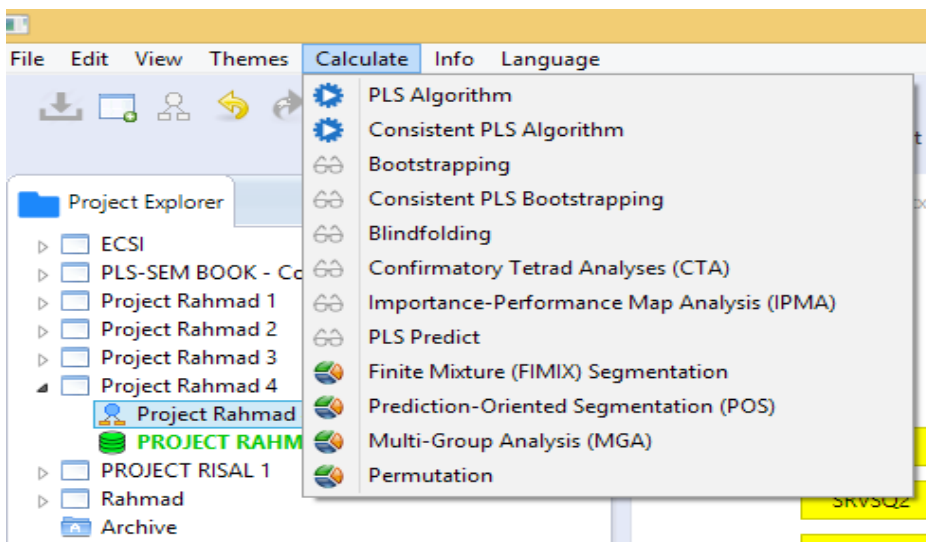 File Edit View Themes Calculate Info Language
PLS Algorithm
Consistent PLS Algorithm
Bootstrapping
Consistent PLS Bootstrapping
Blindfolding
Confirmatory Tetrad Analyses (CTA)
Importance-Performance Map Analysis (IPMA)
PLS Predict
Finite Mixture (FIMIX) Segmentation
Prediction-Oriented Segmentation (POS)
Multi-Group Analysis (MGA)
Permutation
Project Explorer
ECSI
PLS-SEM BOOK - Co
Project Rahmad 1
Project Rahmad 2
Project Rahmad 3
Project Rahmad 4
Project Rahmad
PROJECT RAHM
PROJECT RISAL 1
Rahmad
Archive
SRVSQ2